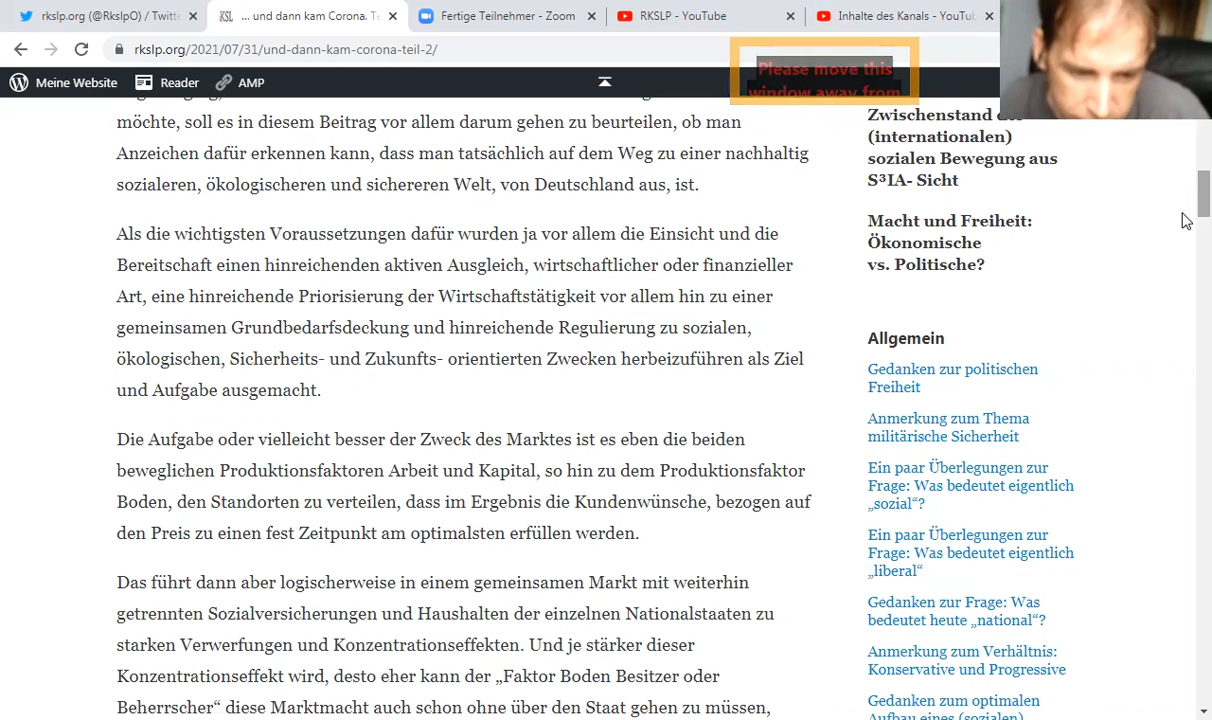 rkslp.org (@RkslpO) / Twitte
... und dann kam Corona. Te
Fertige Teilnehmer - Zoom
RKSLP - YouTube
Inhalte des Kanals - YouTu
rkslp.org/2021/07/31/und-dann-kam-corona-teil-2/
Meine Website
Reader
AMP
Please move this
window away from
möchte, soll es in diesem Beitrag vor allem darum gehen zu beurteilen, ob man
Anzeichen dafür erkennen kann, dass man tatsächlich auf dem Weg zu einer nachhaltig
sozialeren, ökologischeren und sichereren Welt, von Deutschland aus, ist.
Als die wichtigsten Voraussetzungen dafür wurden ja vor allem die Einsicht und die
Bereitschaft einen hinreichenden aktiven Ausgleich, wirtschaftlicher oder finanzieller
Art, eine hinreichende Priorisierung der Wirtschaftstätigkeit vor allem hin zu einer
gemeinsamen Grundbedarfsdeckung und hinreichende Regulierung zu sozialen,
ökologischen, Sicherheits- und Zukunfts- orientierten Zwecken herbeizuführen als Ziel
und Aufgabe ausgemacht.
Die Aufgabe oder vielleicht besser der Zweck des Marktes ist es eben die beiden
beweglichen Produktionsfaktoren Arbeit und Kapital, so hin zu dem Produktionsfaktor
Boden, den Standorten zu verteilen, dass im Ergebnis die Kundenwünsche, bezogen auf
den Preis zu einen fest Zeitpunkt am optimalsten erfüllen werden.
Das führt dann aber logischerweise in einem gemeinsamen Markt mit weiterhin
getrennten Sozialversicherungen und Haushalten der einzelnen Nationalstaaten zu
starken Verwerfungen und Konzentrationseffekten. Und je stärker dieser
Konzentrationseffekt wird, desto eher kann der „Faktor Boden Besitzer oder
Beherrscher“ diese Marktmacht auch schon ohne über den Staat gehen zu müssen,
Zwischenstand
(internationalen)
sozialen Bewegung aus
S³IA- Sicht
Macht und Freiheit:
Ökonomische
vs. Politische?
Allgemein
Gedanken zur politischen
Freiheit
Anmerkung zum Thema
militärische Sicherheit
Ein paar Überlegungen zur
Frage: Was bedeutet eigentlich
„sozial“?
Ein paar Überlegungen zur
Frage: Was bedeutet eigentlich
„liberal“
Gedanken zur Frage: Was
bedeutet heute „national“?
Anmerkung zum Verhältnis:
Konservative und Progressive
Gedanken zum optimalen
Aufbau eines (sozialen)